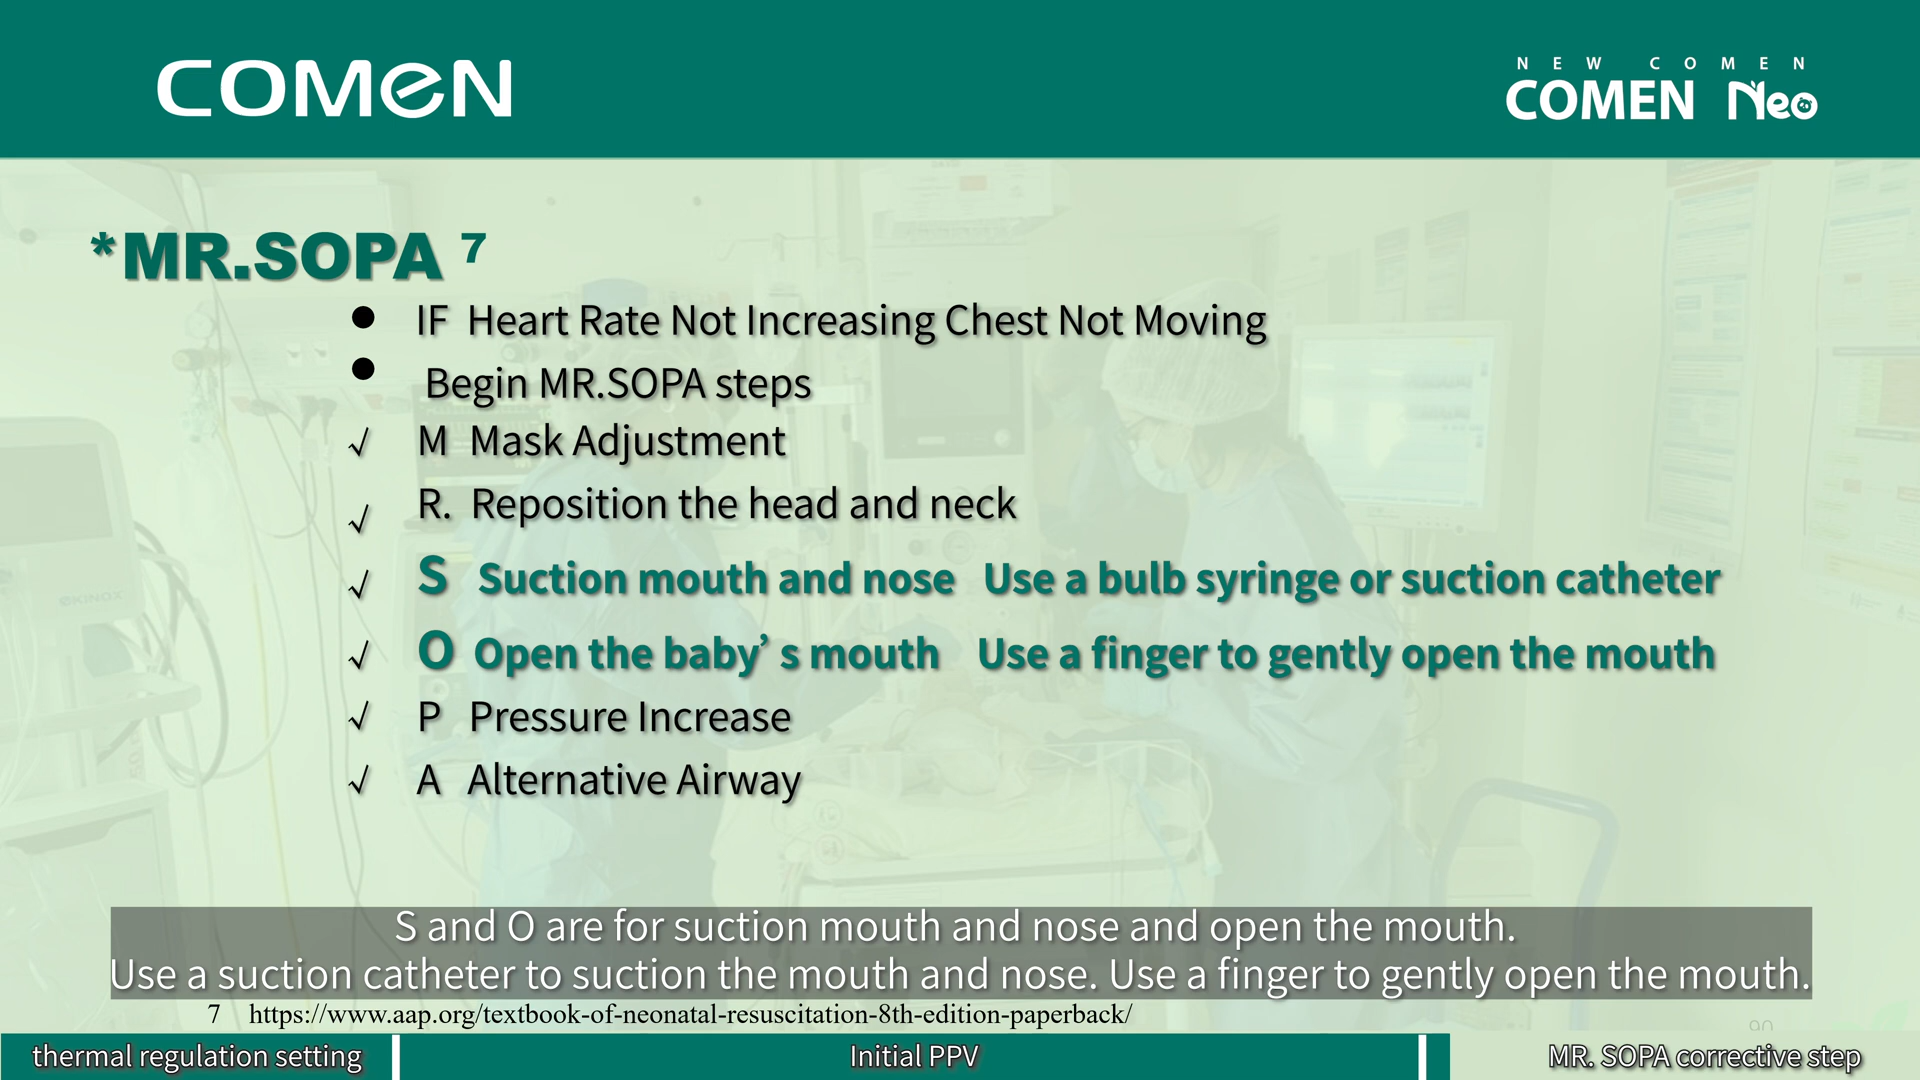 COMEN
NEW COMEN
COMEN Neo
*MR.SOPA 7
● IF Heart Rate Not Increasing Chest Not Moving
● Begin MR.SOPA steps
√ M Mask Adjustment
√ R. Reposition the head and neck
√ S Suction mouth and nose Use a bulb syringe or suction catheter
√ O Open the baby’s mouth Use a finger to gently open the mouth
√ P Pressure Increase
√ A Alternative Airway
S and O are for suction mouth and nose and open the mouth.
Use a suction catheter to suction the mouth and nose. Use a finger to gently open the mouth.
7 https://www.aap.org/textbook-of-neonatal-resuscitation-8th-edition-paperback/
thermal regulation setting
Initial PPV
MR. SOPA corrective step